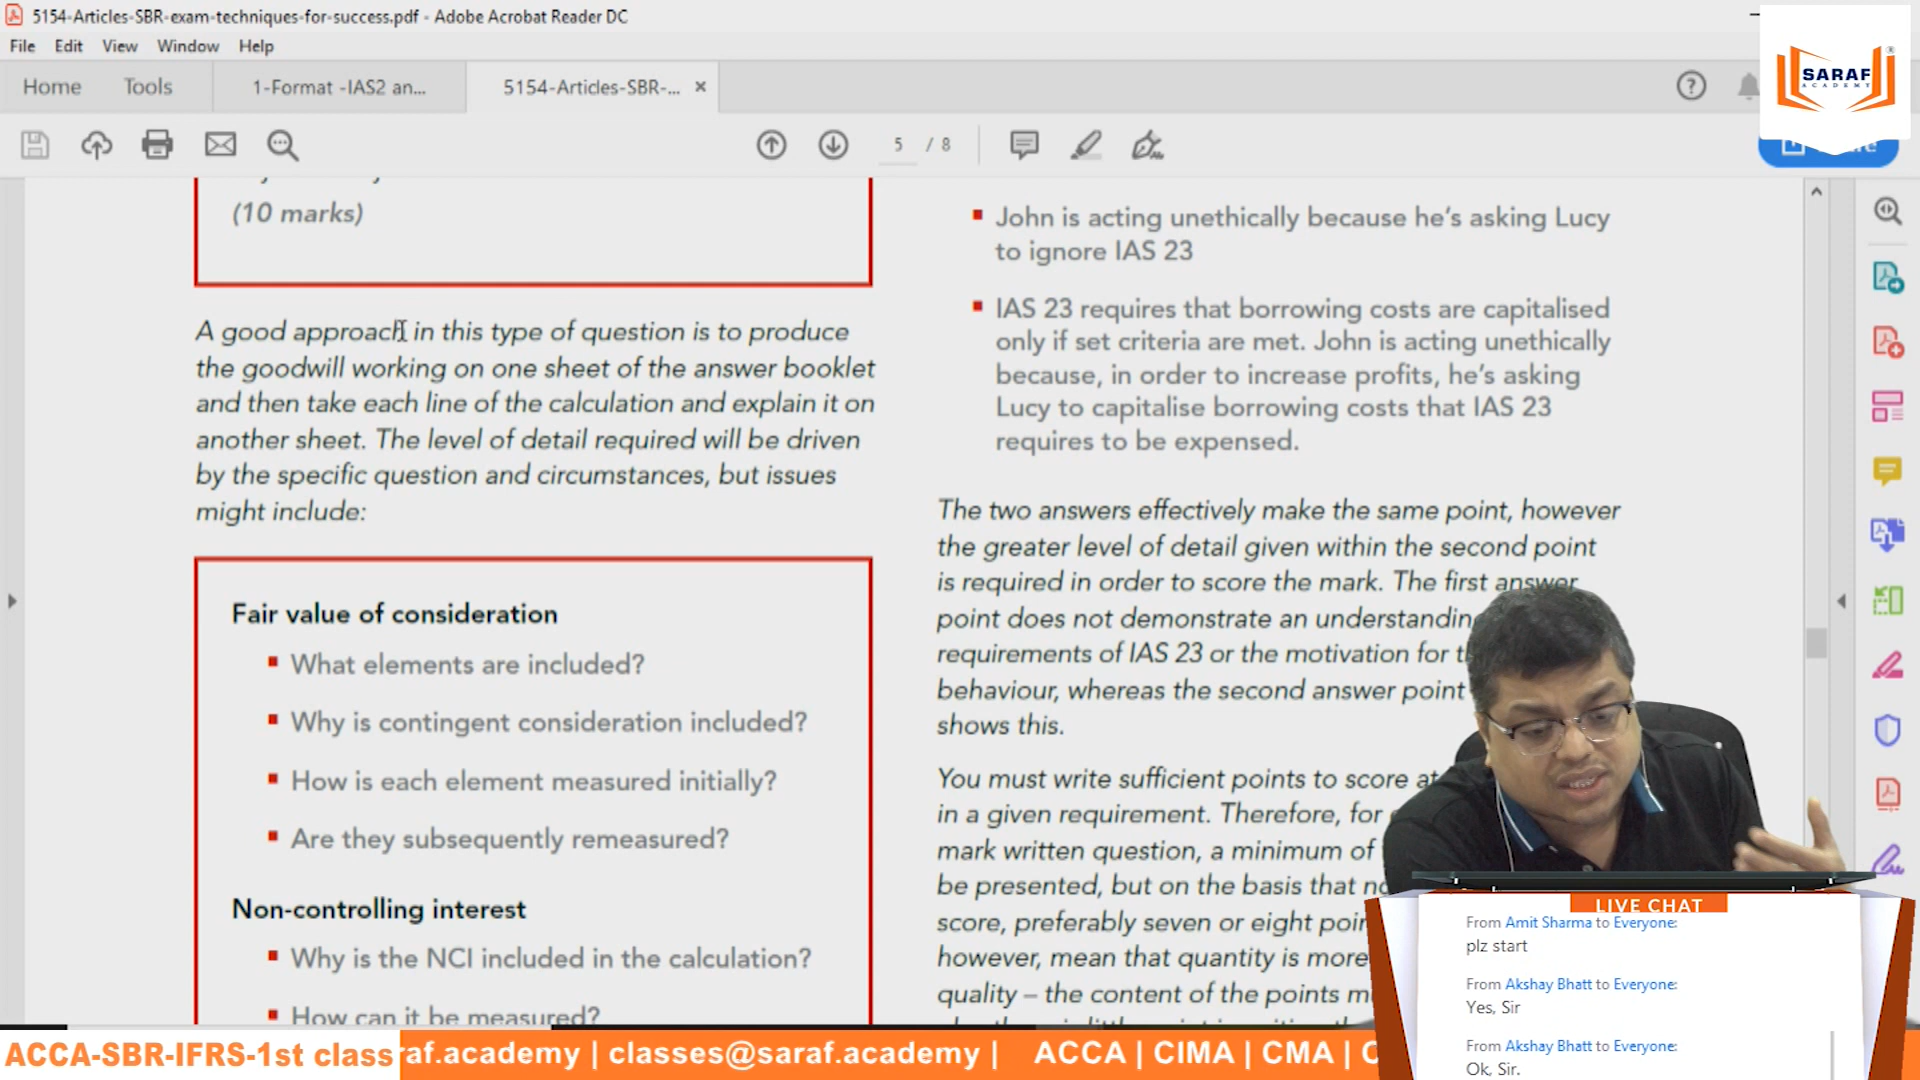 5154-Articles-SBR-exam-techniques-for-success.pdf - Adobe Acrobat Reader DC
File Edit View Window Help
Home Tools 1-Format -IAS2 an... 5154-Articles-SBR-... ×
SARAF
ACADEMY
5 / 8
(10 marks)
A good approach in this type of question is to produce
the goodwill working on one sheet of the answer booklet
and then take each line of the calculation and explain it on
another sheet. The level of detail required will be driven
by the specific question and circumstances, but issues
might include:
Fair value of consideration
What elements are included?
Why is contingent consideration included?
How is each element measured initially?
Are they subsequently remeasured?
Non-controlling interest
Why is the NCI included in the calculation?
How can it be measured?
John is acting unethically because he's asking Lucy
to ignore IAS 23
IAS 23 requires that borrowing costs are capitalised
only if set criteria are met. John is acting unethically
because, in order to increase profits, he's asking
Lucy to capitalise borrowing costs that IAS 23
requires to be expensed.
The two answers effectively make the same point, however
the greater level of detail given within the second point
is required in order to score the mark. The first answer
point does not demonstrate an understanding
requirements of IAS 23 or the motivation for
behaviour, whereas the second answer point
shows this.
You must write sufficient points to score at
in a given requirement. Therefore, for
mark written question, a minimum of
be presented, but on the basis that
score, preferably seven or eight
however, mean that quantity is more
quality – the content of the points
LIVE CHAT
From Amit Sharma to Everyone:
plz start
From Akshay Bhatt to Everyone:
Yes, Sir
From Akshay Bhatt to Everyone:
Ok, Sir.
ACCA-SBR-IFRS-1st class
raf.academy | classes@saraf.academy | ACCA | CIMA | CMA |